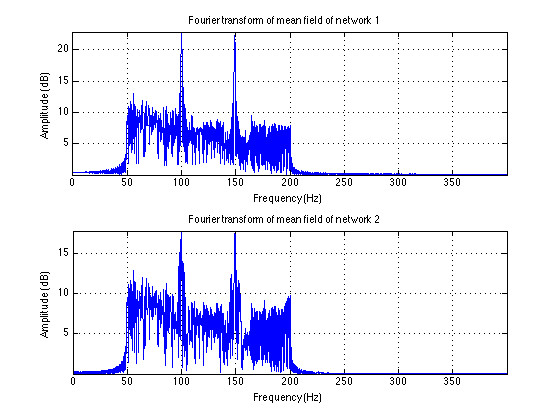 Fourier transform of mean field of network 1
20
15
10
5
Amplitude (dB)
0 50 100 150 200 250 300 350
Frequency(Hz)
Fourier transform of mean field of network 2
15
10
5
Amplitude (dB)
0 50 100 150 200 250 300 350 400
Frequency(Hz)